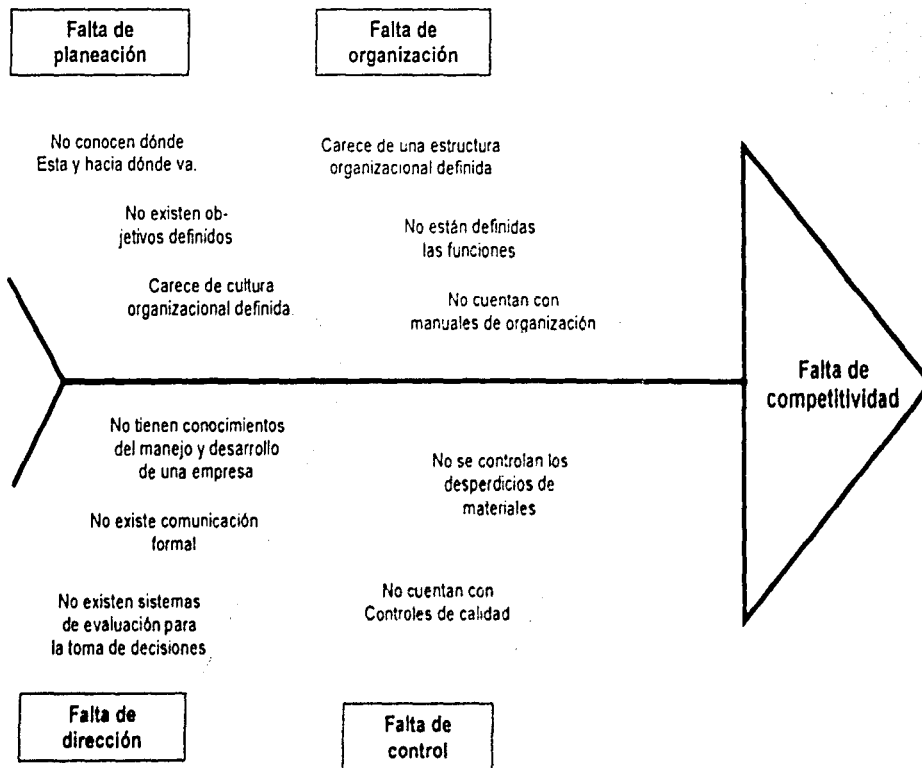 Falta de
planeación
Falta de
organización
No conocen dónde
Esta y hacia dónde va.
No existen ob-
jetivos definidos
Carece de cultura
organizacional definida
Carece de una estructura
organizacional definida
No están definidas
las funciones
No cuentan con
manuales de organización
Falta de
competitividad
No tienen conocimientos
del manejo y desarrollo
de una empresa
No existe comunicación
formal
No existen sistemas
de evaluación para
la toma de decisiones
No se controlan los
desperdicios de
materiales
No cuentan con
Controles de calidad
Falta de
dirección
Falta de
control